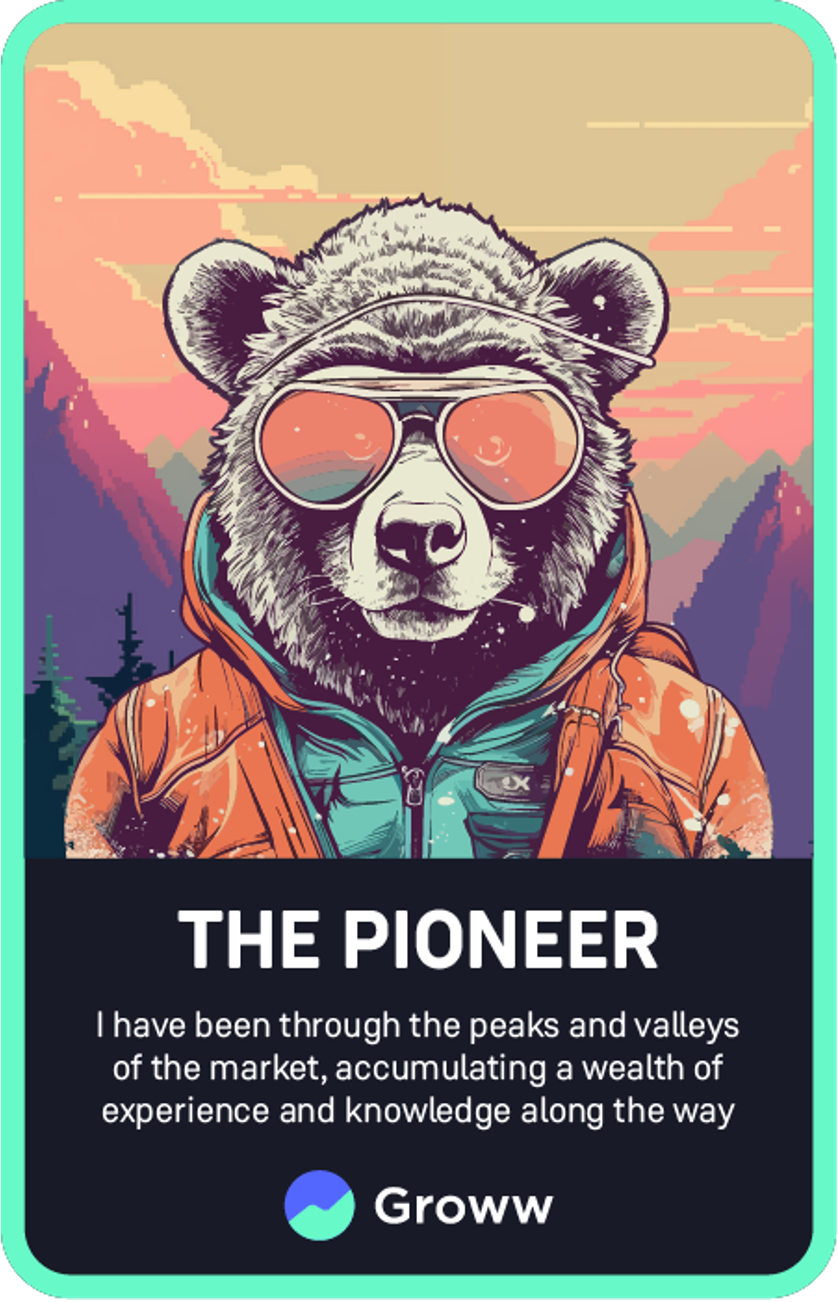 THE PIONEER
I have been through the peaks and valleys
of the market, accumulating a wealth of
experience and knowledge along the way
Groww